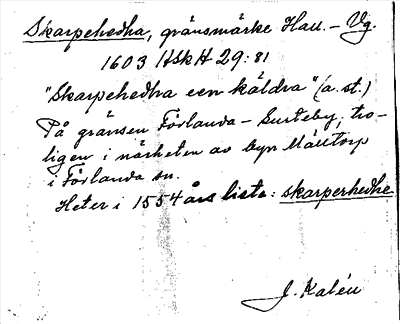 Skarpehedha, gränsmärke Hall. – Vg.
1603 HSkH 29:81
"Skarpehedha een käldra" (a. st.)
På gränsen Förlanda – Surteby, tro-
ligen i närheten av byn Mälltorp
i Förlanda sn.
Heter i 1554 års lista: skarperhedhe
J. Kalén